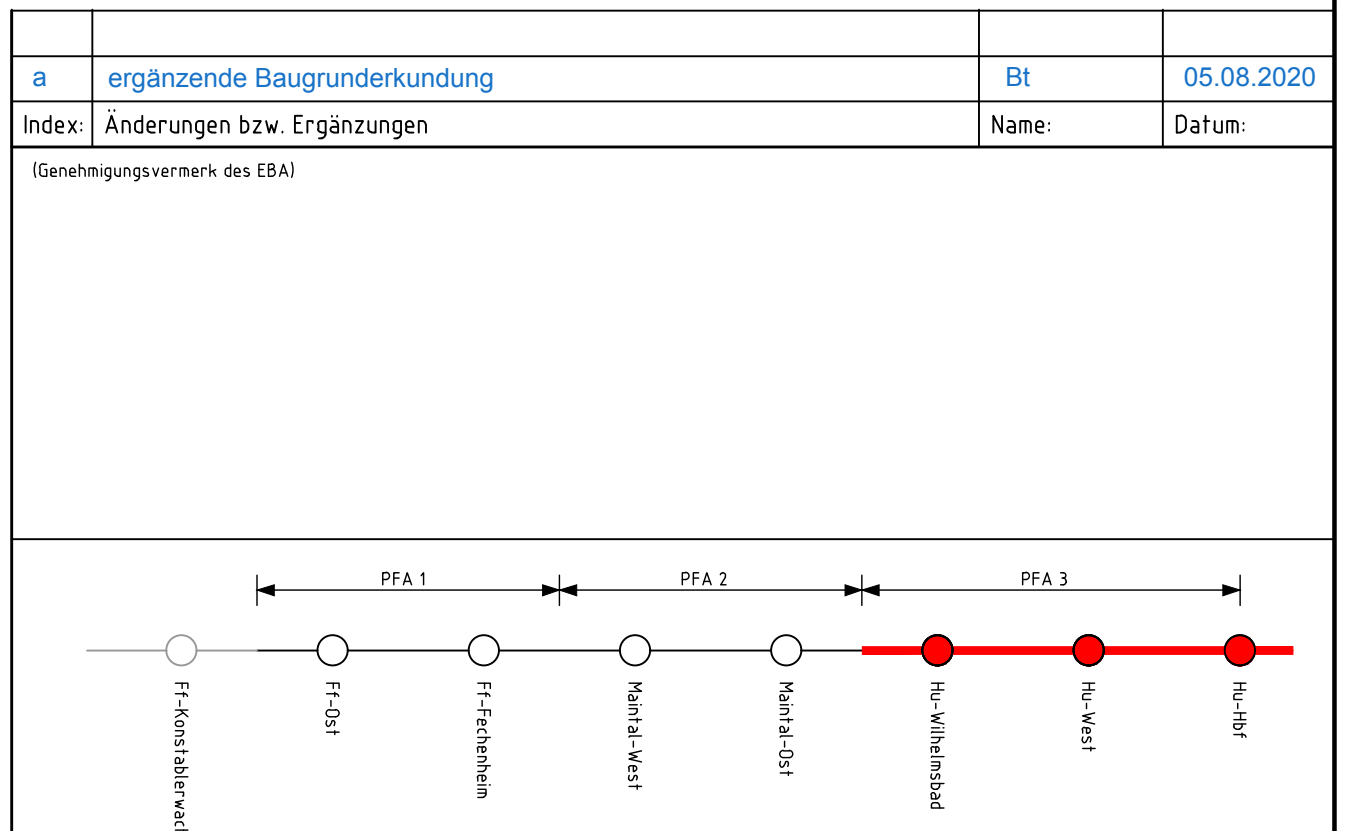 a ergänzende Baugrunderkundung Bt 05.08.2020
Index: Änderungen bzw. Ergänzungen Name: Datum:
(Genehmigungsvermerk des EBA)
PFA 1 PFA 2 PFA 3
Ff-Ost
Ff-Fechenheim
Maintal-West
Maintal-Ost
Hu-Wilhelmsbad
Hu-West
Hu-Hbf